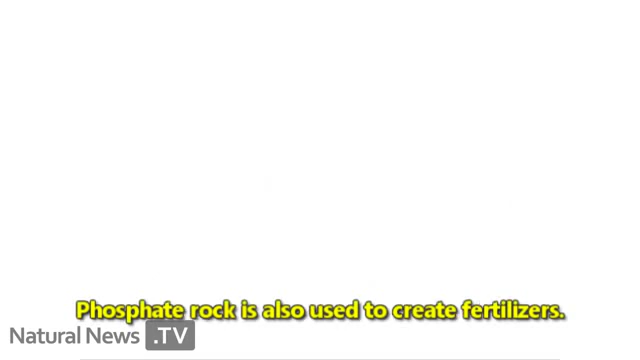 Phosphate rock is also used to create fertilizers.
Natural News .TV